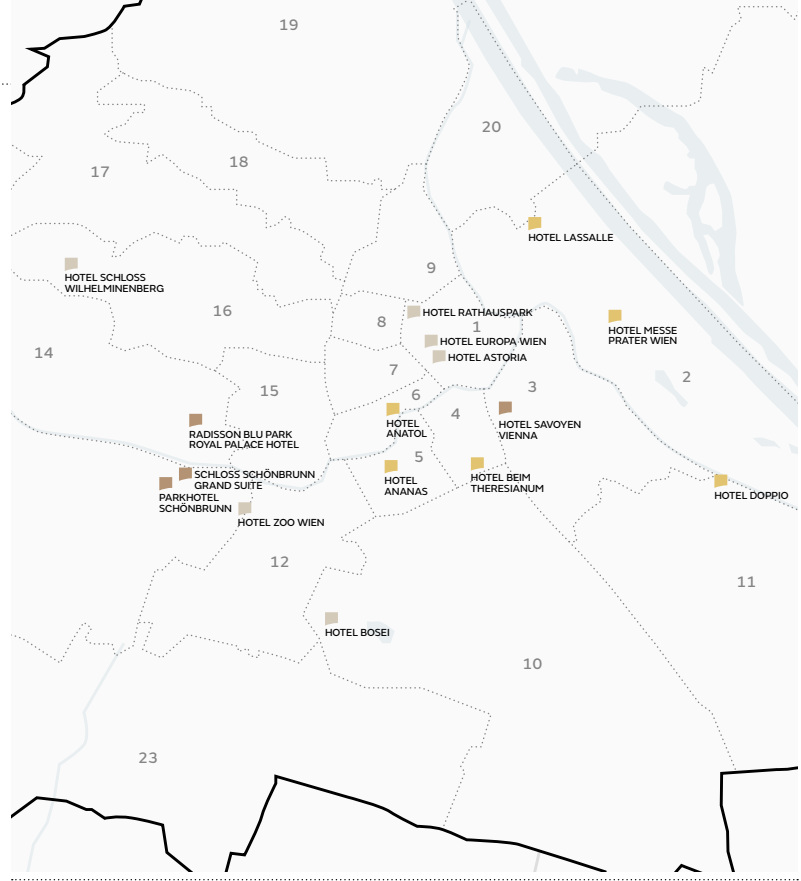 19
20
18
17
HOTEL LASSALLE
9
HOTEL SCHLOSS
WILHELMINENBERG
16
8
HOTEL RATHAUSPARK
1
HOTEL EUROPA WIEN
HOTEL ASTORIA
HOTEL MESSE
PRATER WIEN
14
7
2
15
6
3
4
HOTEL
ANATOL
HOTEL SAVOYEN
VIENNA
RADISSON BLU PARK
ROYAL PALACE HOTEL
5
SCHLOSS SCHÖNBRUNN
GRAND SUITE
HOTEL
ANANAS
HOTEL BEIM
THERESIANUM
PARKHOTEL
SCHÖNBRUNN
HOTEL DOPPIO
HOTEL ZOO WIEN
12
11
HOTEL BOSEI
10
23